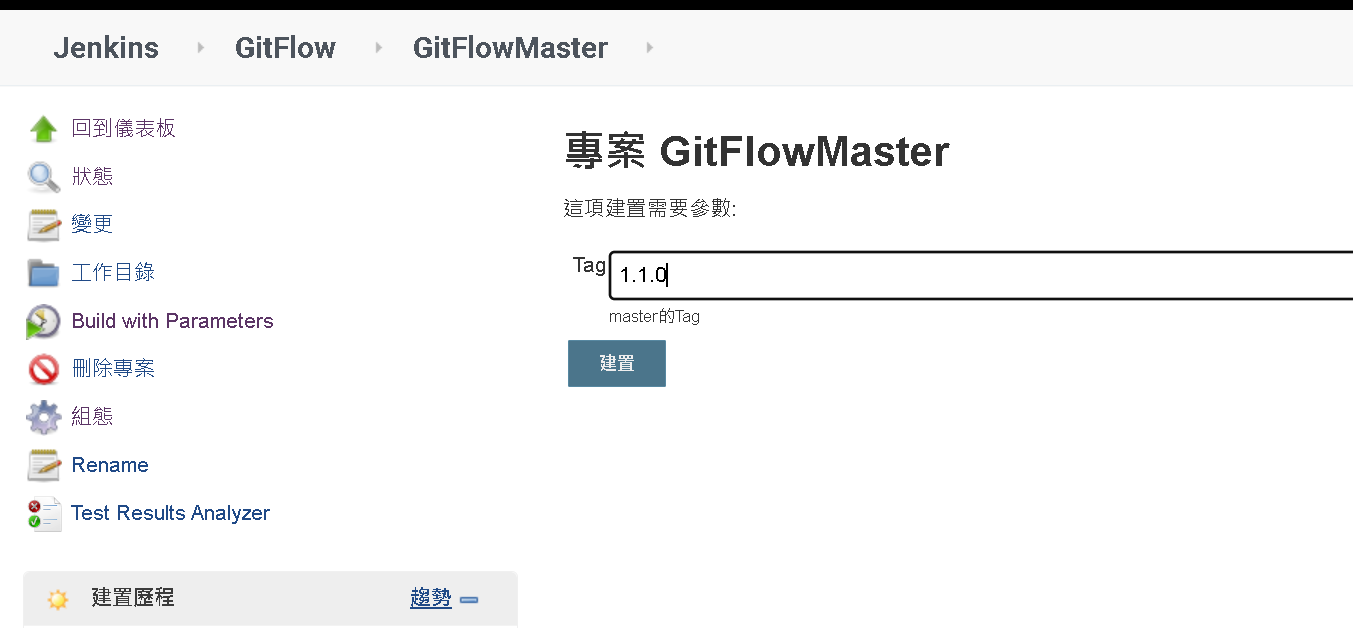 Jenkins GitFlow GitFlowMaster
回到儀表板
狀態
變更
工作目錄
Build with Parameters
刪除專案
組態
Rename
Test Results Analyzer
建置歷程 趨勢
專案 GitFlowMaster
這項建置需要參數:
Tag 1.1.0
master的Tag
建置